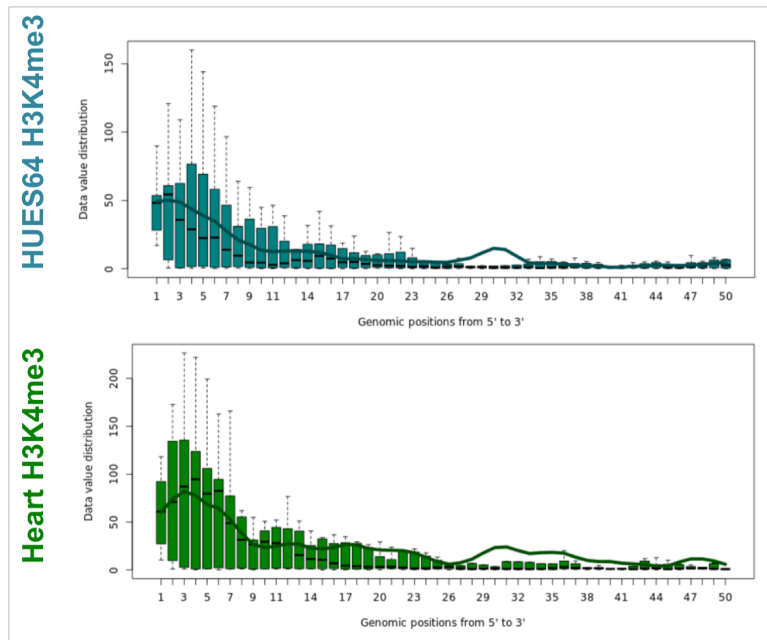 HUES64 H3K4me3
Data value distribution
150
100
50
0
1 3 5 7 9 11 14 17 20 23 26 29 32 35 38 41 44 47 50
Genomic positions from 5' to 3'
Heart H3K4me3
Data value distribution
200
150
100
50
0
1 3 5 7 9 11 14 17 20 23 26 29 32 35 38 41 44 47 50
Genomic positions from 5' to 3'